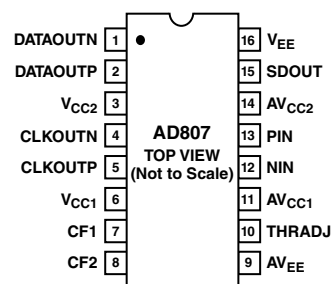 DATAOUTN 1
DATAOUTP 2
VCC2 3
CLKOUTN 4
CLKOUTP 5
VCC1 6
CF1 7
CF2 8
AD807
TOP VIEW
(Not to Scale)
16 VEE
15 SDOUT
14 AVCC2
13 PIN
12 NIN
11 AVCC1
10 THRADJ
9 AVEE